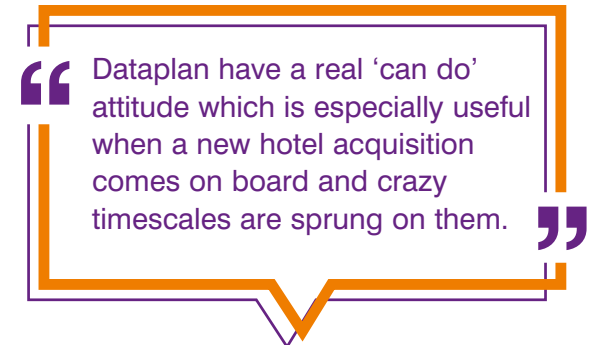 “ Dataplan have a real ‘can do’
attitude which is especially useful
when a new hotel acquisition
comes on board and crazy
timescales are sprung on them. ”